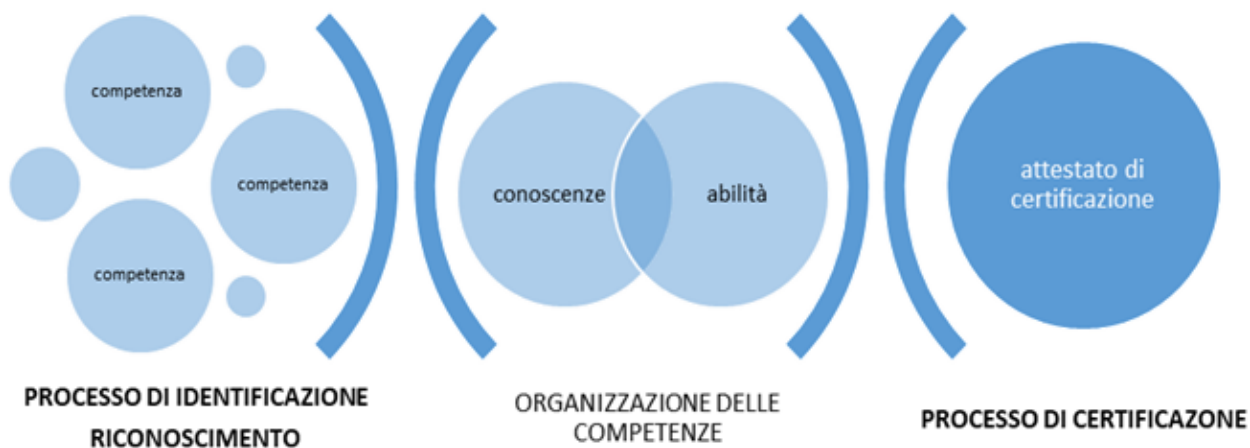 competenza
competenza
competenza
conoscenze
abilità
attestato di
certificazione
PROCESSO DI IDENTIFICAZIONE
RICONOSCIMENTO
ORGANIZZAZIONE DELLE
COMPETENZE
PROCESSO DI CERTIFICAZONE